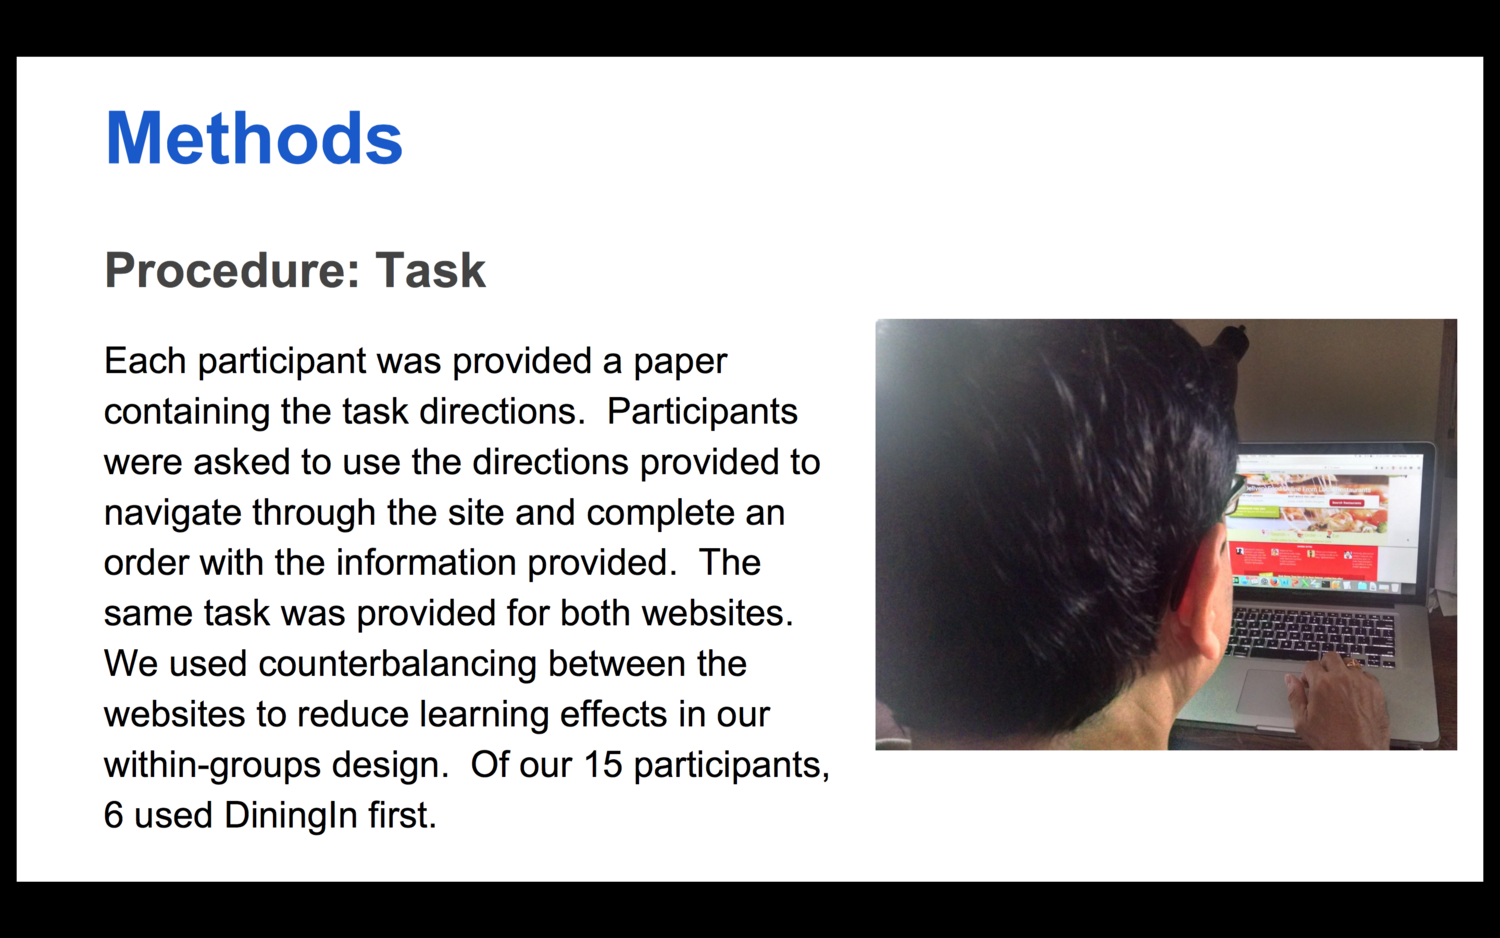 Methods
Procedure: Task
Each participant was provided a paper
containing the task directions.  Participants
were asked to use the directions provided to
navigate through the site and complete an
order with the information provided.  The
same task was provided for both websites.
We used counterbalancing between the
websites to reduce learning effects in our
within-groups design.  Of our 15 participants,
6 used DiningIn first.